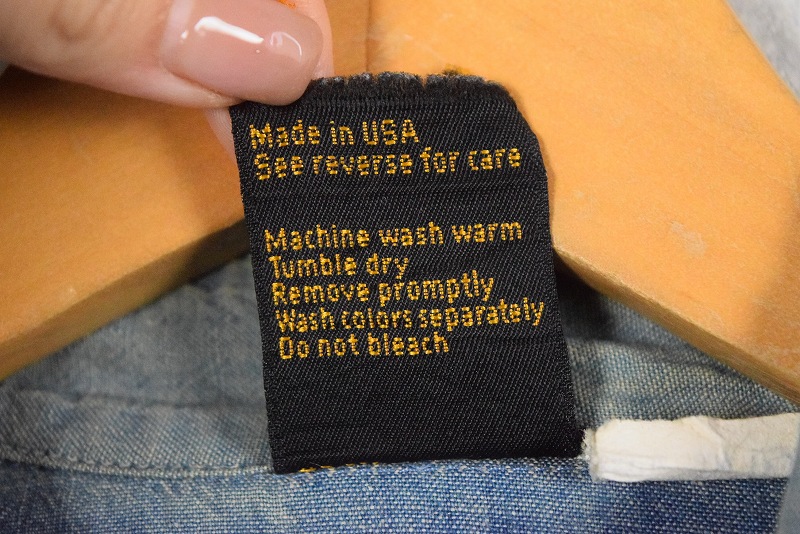 Made in USA
See reverse for care
Machine wash warm
Tumble dry
Remove promptly
Wash colors separately
Do not bleach